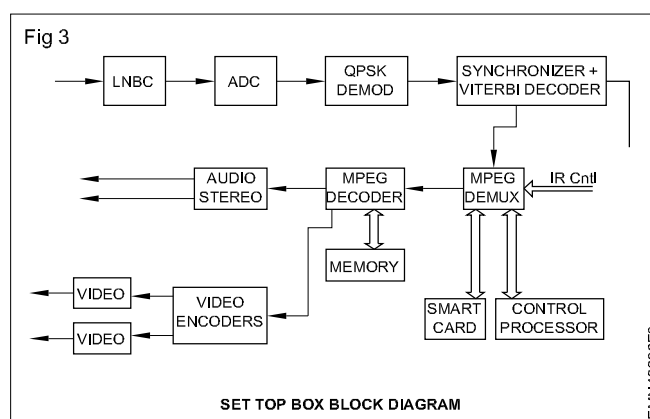 Fig 3
LNBC
ADC
QPSK
DEMOD
SYNCHRONIZER +
VITERBI DECODER
AUDIO
STEREO
MPEG
DECODER
MPEG
DEMUX
IR Cntl
MEMORY
VIDEO
VIDEO
VIDEO
ENCODERS
SMART
CARD
CONTROL
PROCESSOR
SET TOP BOX BLOCK DIAGRAM